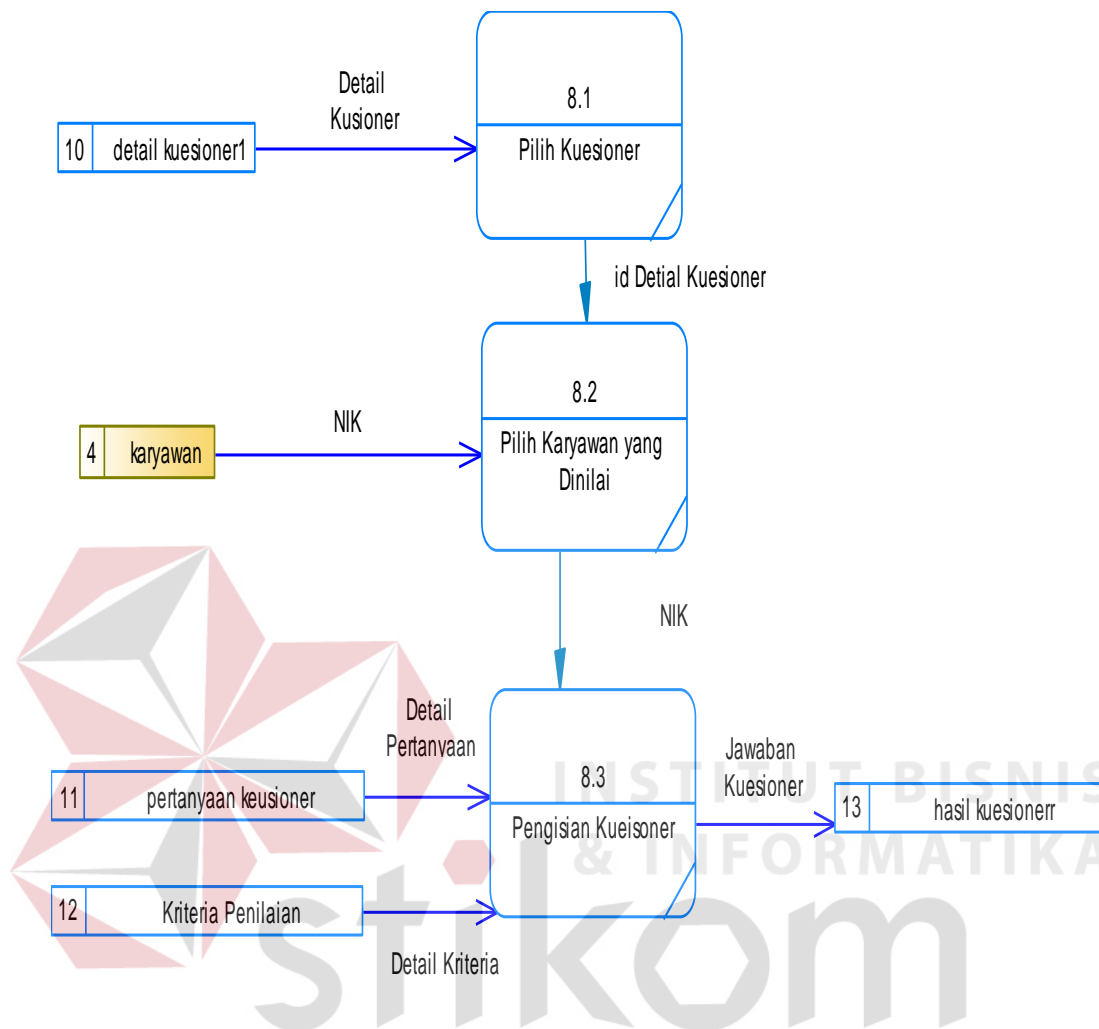 Detail
Kusioner
8.1
10 detail kuesioner1
Pilih Kuesioner
id Detial Kuesioner
8.2
NIK
4 karyawan
Pilih Karyawan yang
Dinilai
NIK
Detail
Pertanyaan
Jawaban
Kuesioner
8.3
INSTITUT BISNIS
11 pertanyaan keusioner
13 hasil kuesionerr
Pengisian Kueisoner
& INFORMATIKA
12 Kriteria Penilaian
stikom
Detail Kriteria